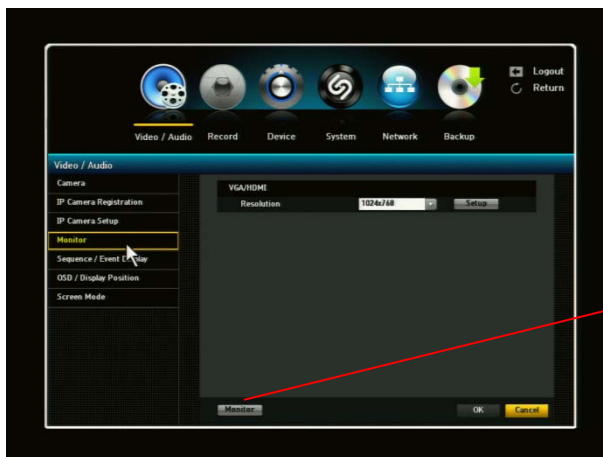 Logout
Return
Video / Audio Record Device System Network Backup
Video / Audio
Camera
IP Camera Registration
IP Camera Setup
Monitor
Sequence / Event Display
OSD / Display Position
Screen Mode
VGA/HDMI
Resolution 1024x768 Setup
Monitor OK Cancel